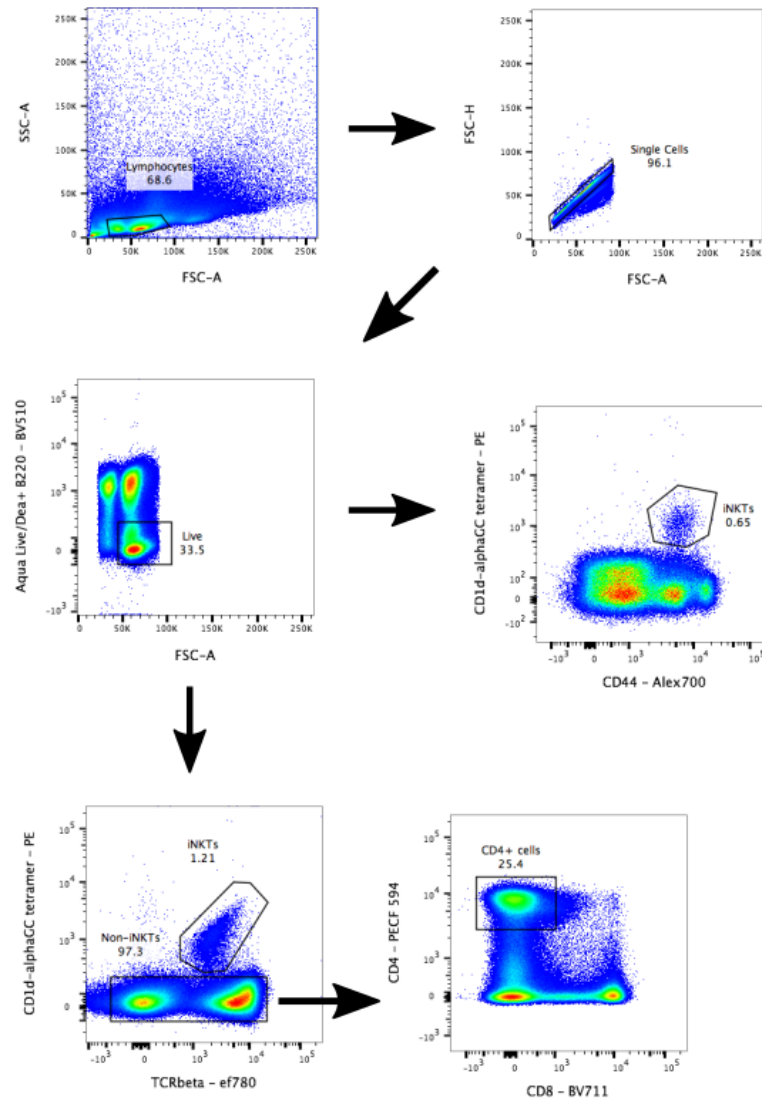 250K
200K
150K
100K
50K
0
SSC-A
Lymphocytes
68.6
0 50K 100K 150K 200K 250K
FSC-A
250K
200K
150K
100K
50K
0
FSC-H
Single Cells
96.1
0 50K 100K 150K 200K 250K
FSC-A
10^5
10^4
10^3
0
-10^3
Aqua Live/Dea+ B220 - BV510
Live
33.5
0 50K 100K 150K 200K 250K
FSC-A
10^5
10^4
10^3
10^2
0
-10^2
CD1d-alphaGC tetramer - PE
iNKTs
0.65
-10^3 0 10^3 10^4 10^5
CD44 - Alex700
10^5
10^4
10^3
0
-10^3
CD1d-alphaGC tetramer - PE
iNKTs
1.21
Non-iNKTs
97.3
-10^3 0 10^3 10^4 10^5
TCRbeta - ef780
10^5
10^4
10^3
0
-10^3
CD4 - PECF 594
CD4+ cells
25.4
-10^3 0 10^3 10^4 10^5
CD8 - BV711